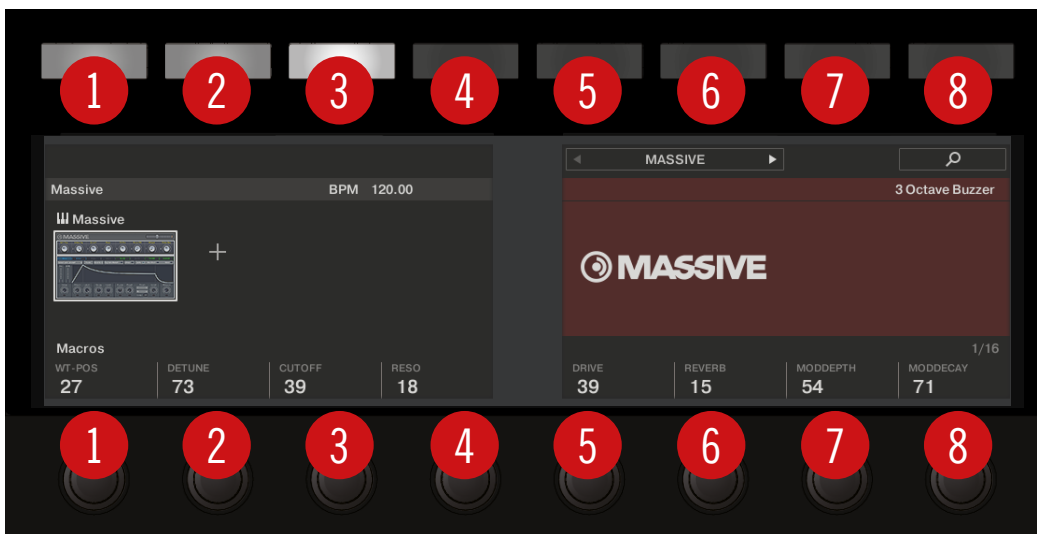 1 2 3 4 5 6 7 8
MASSIVE
Massive BPM 120.00
3 Octave Buzzer
Massive
MASSIVE
MASSIVE
Macros
1/16
WT-POS DETUNE CUTOFF RESO
27 73 39 18
DRIVE REVERB MODDEPTH MODDECAY
39 15 54 71
1 2 3 4 5 6 7 8